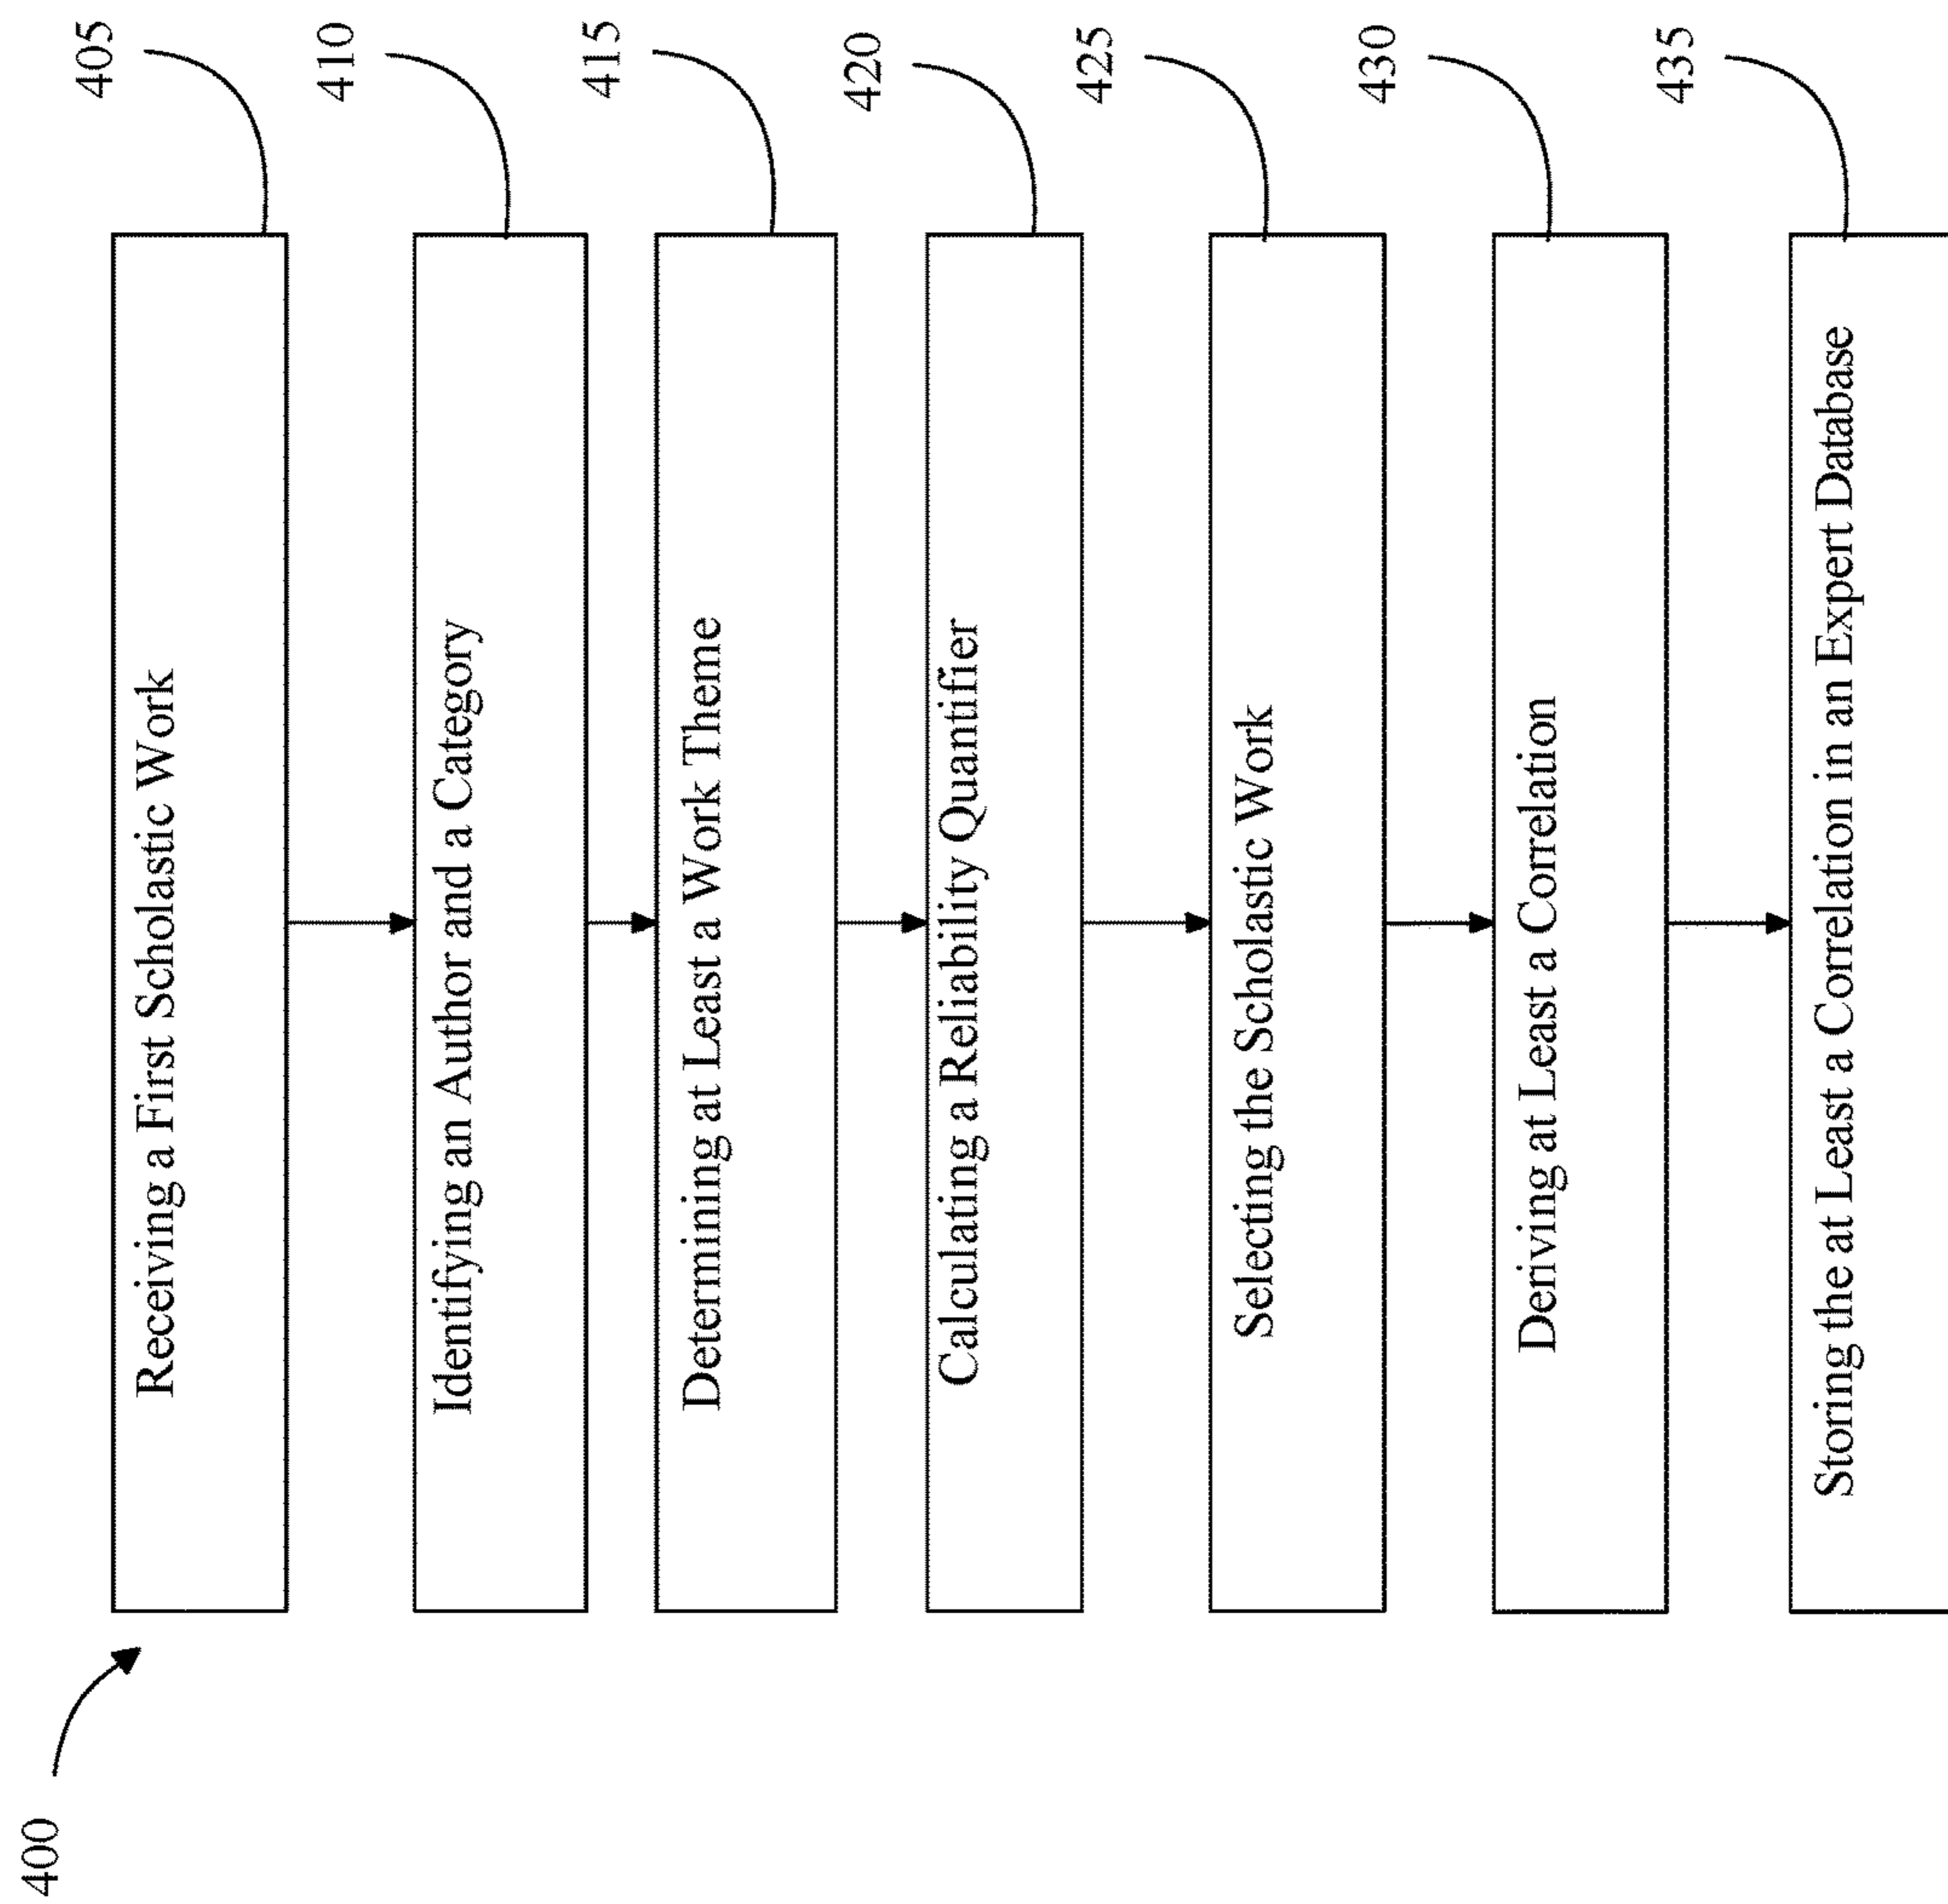 400
Receiving a First Scholastic Work
405
Identifying an Author and a Category
410
Determining at Least a Work Theme
415
Calculating a Reliability Quantifier
420
Selecting the Scholastic Work
425
Deriving at Least a Correlation
430
Storing the at Least a Correlation in an Expert Database
435